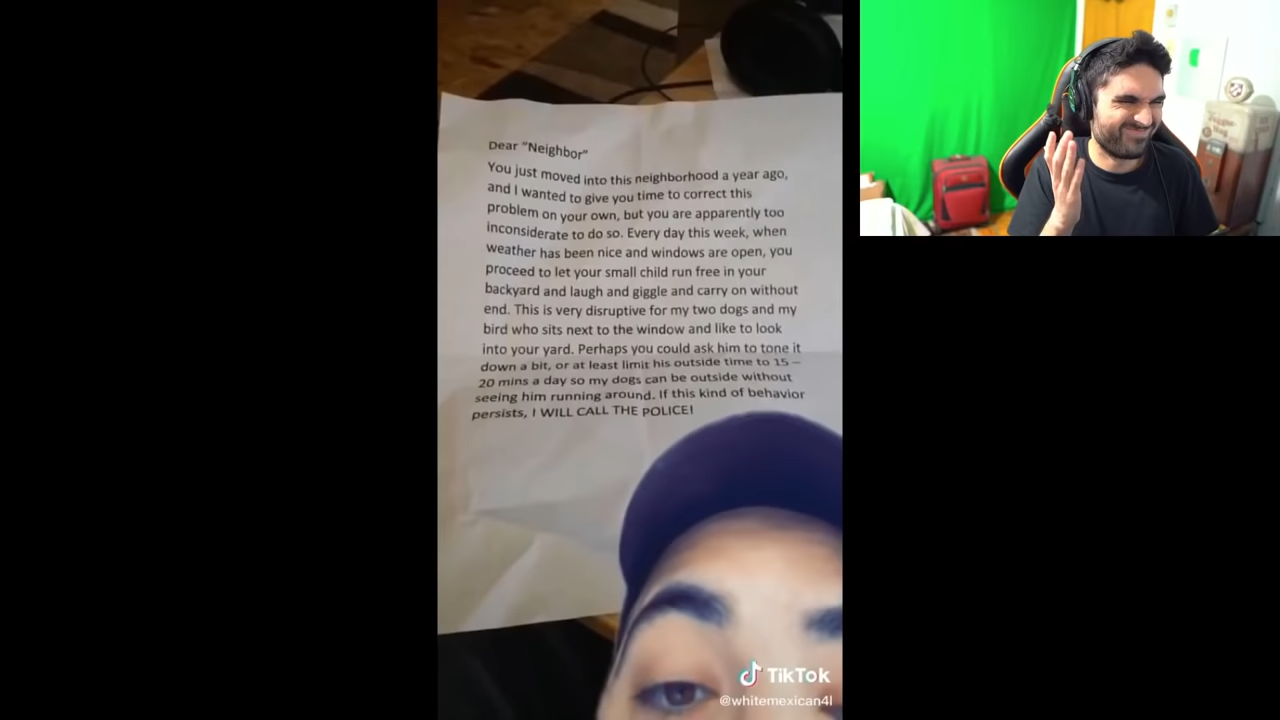 Dear "Neighbor"
You just moved into this neighborhood a year ago,
and I wanted to give you time to correct this
problem on your own, but you are apparently too
inconsiderate to do so. Every day this week, when
weather has been nice and windows are open, you
proceed to let your small child run free in your
backyard and laugh and giggle and carry on without
end. This is very disruptive for my two dogs and my
bird who sits next to the window and like to look
into your yard. Perhaps you could ask him to tone it
down a bit, or at least limit his outside time to 15 –
20 mins a day so my dogs can be outside without
seeing him running around. If this kind of behavior
persists, I WILL CALL THE POLICE!
TikTok
@whitemexican4l